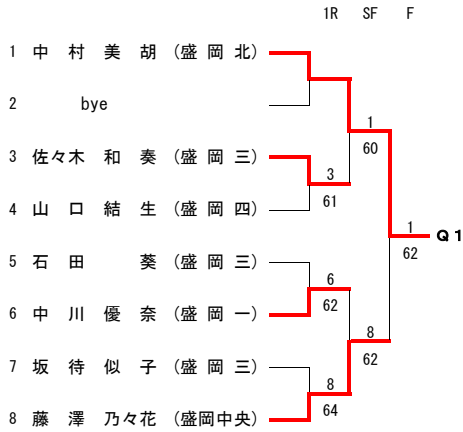 1R SF F
1 中 村 美 胡 (盛 岡 北)
2 bye
1
60
3 佐々木 和 奏 (盛 岡 三)
3
61
4 山 口 結 生 (盛 岡 四)
1
62
Q1
5 石 田 葵 (盛 岡 三)
6
62
6 中 川 優 奈 (盛 岡 一)
8
62
7 坂 待 似 子 (盛 岡 三)
8
64
8 藤 澤 乃々花 (盛岡中央)